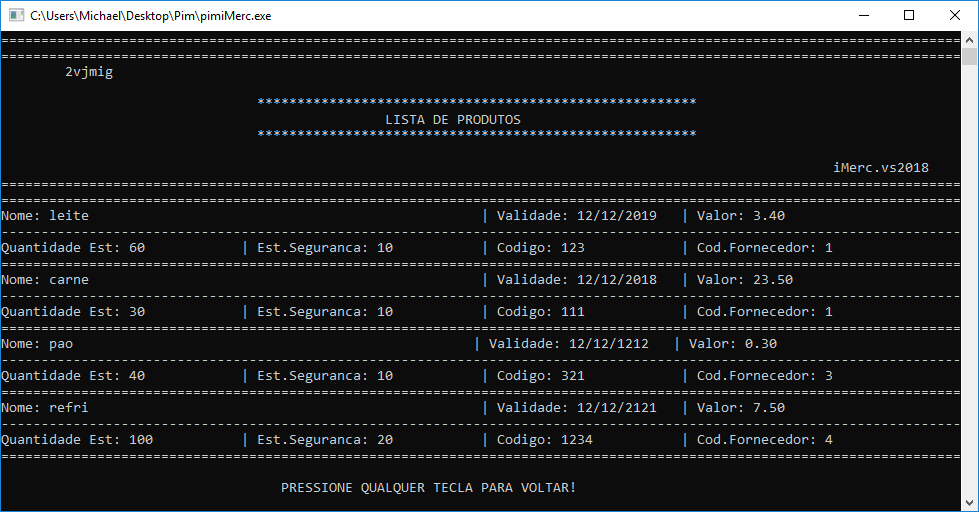 C:\Users\Michael\Desktop\Pim\pimiMerc.exe
========================================================================================================================
========================================================================================================================
2vjmig
*******************************************************
LISTA DE PRODUTOS
*******************************************************
iMerc.vs2018
========================================================================================================================
========================================================================================================================
Nome: leite | Validade: 12/12/2019 | Valor: 3.40
------------------------------------------------------------------------------------------------------------------------
Quantidade Est: 60 | Est.Seguranca: 10 | Codigo: 123 | Cod.Fornecedor: 1
========================================================================================================================
Nome: carne | Validade: 12/12/2018 | Valor: 23.50
------------------------------------------------------------------------------------------------------------------------
Quantidade Est: 30 | Est.Seguranca: 10 | Codigo: 111 | Cod.Fornecedor: 1
========================================================================================================================
Nome: pao | Validade: 12/12/1212 | Valor: 0.30
------------------------------------------------------------------------------------------------------------------------
Quantidade Est: 40 | Est.Seguranca: 10 | Codigo: 321 | Cod.Fornecedor: 3
========================================================================================================================
Nome: refri | Validade: 12/12/2121 | Valor: 7.50
------------------------------------------------------------------------------------------------------------------------
Quantidade Est: 100 | Est.Seguranca: 20 | Codigo: 1234 | Cod.Fornecedor: 4
========================================================================================================================
PRESSIONE QUALQUER TECLA PARA VOLTAR!